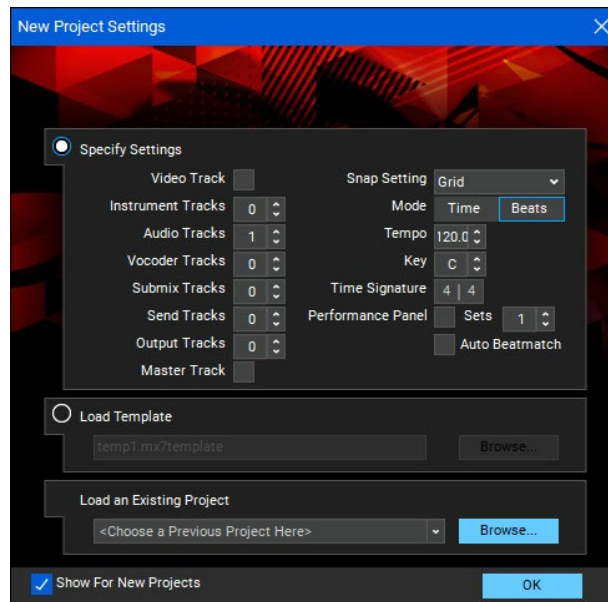 New Project Settings
Specify Settings
Video Track
Instrument Tracks 0
Audio Tracks 1
Vocoder Tracks 0
Submix Tracks 0
Send Tracks 0
Output Tracks 0
Master Track
Snap Setting Grid
Mode Time Beats
Tempo 120.0
Key C
Time Signature 4 | 4
Performance Panel Sets 1
Auto Beatmatch
Load Template
temp1.mx7template Browse...
Load an Existing Project
<Choose a Previous Project Here> Browse...
Show For New Projects OK